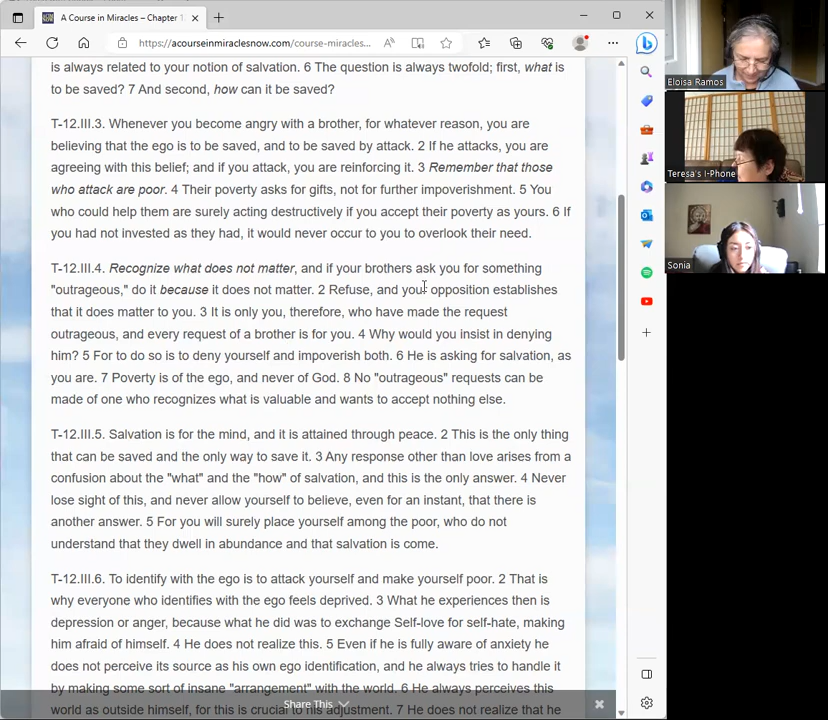 A Course in Miracles – Chapter 1
https://acourseinmiraclesnow.com/course-miracles...
is always related to your notion of salvation. 6 The question is always twofold; first, what is
to be saved? 7 And second, how can it be saved?
T-12.III.3. Whenever you become angry with a brother, for whatever reason, you are
believing that the ego is to be saved, and to be saved by attack. 2 If he attacks, you are
agreeing with this belief; and if you attack, you are reinforcing it. 3 Remember that those
who attack are poor. 4 Their poverty asks for gifts, not for further impoverishment. 5 You
who could help them are surely acting destructively if you accept their poverty as yours. 6 If
you had not invested as they had, it would never occur to you to overlook their need.
T-12.III.4. Recognize what does not matter, and if your brothers ask you for something
"outrageous," do it because it does not matter. 2 Refuse, and your opposition establishes
that it does matter to you. 3 It is only you, therefore, who have made the request
outrageous, and every request of a brother is for you. 4 Why would you insist in denying
him? 5 For to do so is to deny yourself and impoverish both. 6 He is asking for salvation, as
you are. 7 Poverty is of the ego, and never of God. 8 No "outrageous" requests can be
made of one who recognizes what is valuable and wants to accept nothing else.
T-12.III.5. Salvation is for the mind, and it is attained through peace. 2 This is the only thing
that can be saved and the only way to save it. 3 Any response other than love arises from a
confusion about the "what" and the "how" of salvation, and this is the only answer. 4 Never
lose sight of this, and never allow yourself to believe, even for an instant, that there is
another answer. 5 For you will surely place yourself among the poor, who do not
understand that they dwell in abundance and that salvation is come.
T-12.III.6. To identify with the ego is to attack yourself and make yourself poor. 2 That is
why everyone who identifies with the ego feels deprived. 3 What he experiences then is
depression or anger, because what he did was to exchange Self-love for self-hate, making
him afraid of himself. 4 He does not realize this. 5 Even if he is fully aware of anxiety he
does not perceive its source as his own ego identification, and he always tries to handle it
by making some sort of insane "arrangement" with the world. 6 He always perceives this
world as outside himself, for this is crucial to his adjustment. 7 He does not realize that he
Share This
Eloisa Ramos
Teresa's I-Phone
Sonia